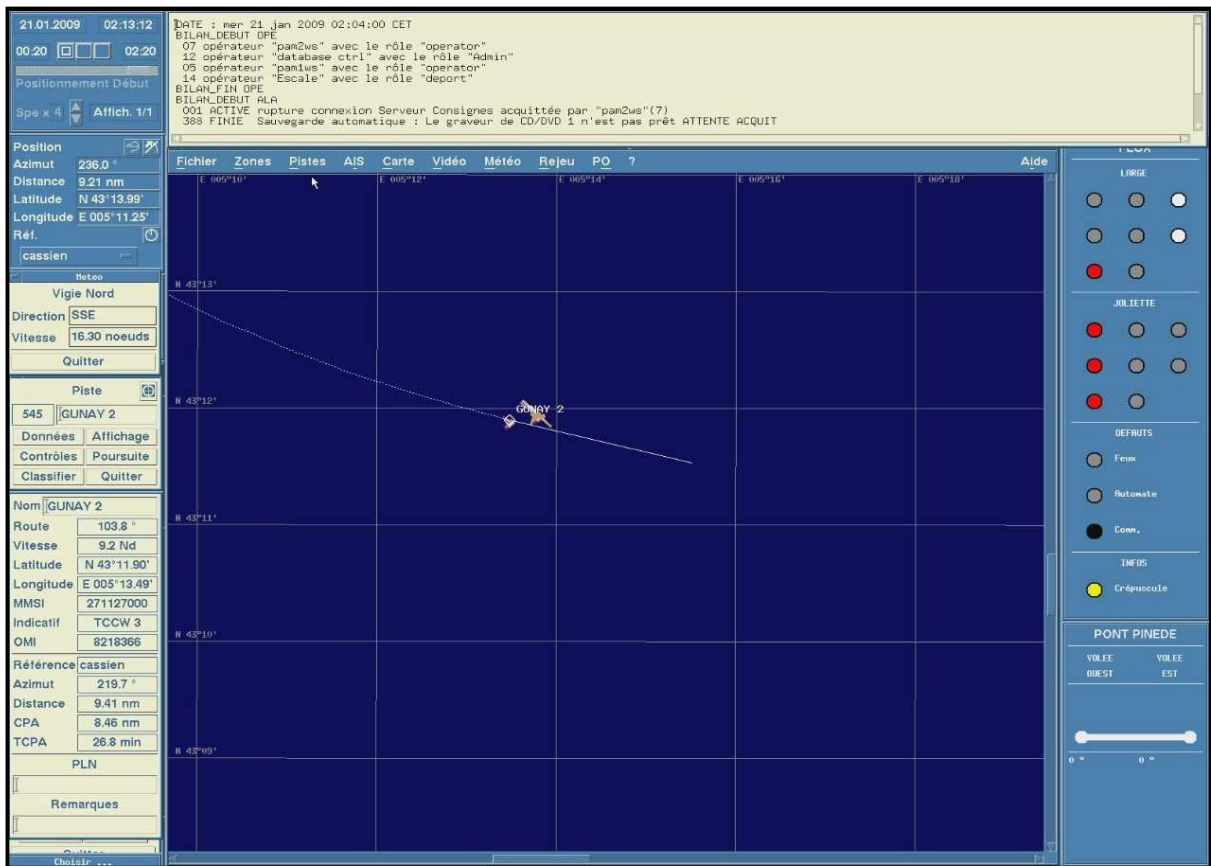 21.01.2009 02:13:12
00:20 02:20
Positionnement Début
Spe x 4 Affich. 1/1
DATE : mer 21 jan 2009 02:04:00 CET
BILAN_DEBUT OPE
07 opérateur "pam2ws" avec le rôle "operator"
12 opérateur "database ctrl" avec le rôle "Admin"
05 opérateur "pam1ws" avec le rôle "operator"
14 opérateur "Escale" avec le rôle "deport"
BILAN_FIN OPE
BILAN_DEBUT ALA
001 ACTIVE rupture connexion Serveur Consignes acquittée par "pam2ws"(7)
388 FINIE Sauvegarde automatique : Le graveur de CD/DVD 1 n'est pas prêt ATTENTE ACQUIT
Position
Azimut 236.0 °
Distance 9.21 nm
Latitude N 43°13.99'
Longitude E 005°11.25'
Réf.
cassien
Meteo
Vigie Nord
Direction SSE
Vitesse 16.30 noeuds
Quitter
Piste
545 GUNAY 2
Données Affichage
Contrôles Poursuite
Classifier Quitter
Nom GUNAY 2
Route 103.8 °
Vitesse 9.2 Nd
Latitude N 43°11.90'
Longitude E 005°13.49'
MMSI 271127000
Indicatif TCCW 3
OMI 8218366
Référence cassien
Azimut 219.7 °
Distance 9.41 nm
CPA 8.46 nm
TCPA 26.8 min
PLN
Remarques
Quitter
Choisir ...
Fichier Zones Pistes AIS Carte Vidéo Météo Rejeu PO ? Aide
E 005°10' E 005°12' E 005°14' E 005°16' E 005°18'
N 43°13'
N 43°12'
GUNAY 2
N 43°11'
N 43°10'
N 43°09'
FEUX
LARGE
JOLIETTE
DEFAUTS
Feux
Automate
Comm.
INFOS
Crépuscule
PONT PINEDE
VOLEE VOLEE
OUEST EST
0 ° 0 °